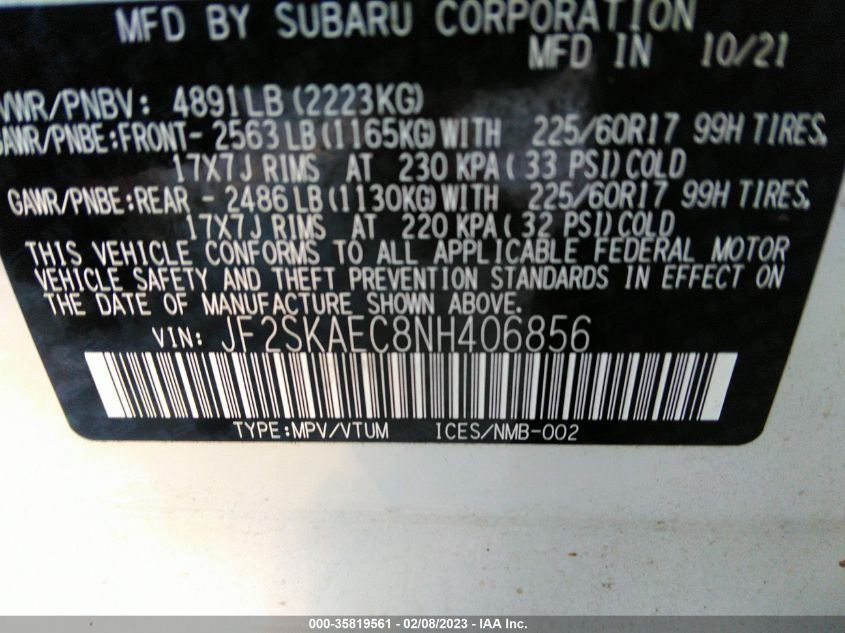 MFD BY SUBARU CORPORATION
MFD IN 10/21
VWR/PNBV: 4891LB (2223KG)
GAWR/PNBE:FRONT- 2563LB(1165KG)WITH 225/60R17 99H TIRES,
17X7J RIMS AT 230 KPA( 33 PSI)COLD
GAWR/PNBE:REAR - 2486LB(1130KG)WITH 225/60R17 99H TIRES,
17X7J RIMS AT 220 KPA( 32 PSI)COLD
THIS VEHICLE CONFORMS TO ALL APPLICABLE FEDERAL MOTOR
VEHICLE SAFETY AND THEFT PREVENTION STANDARDS IN EFFECT ON
THE DATE OF MANUFACTURE SHOWN ABOVE.
VIN: JF2SKAEC8NH406856
TYPE:MPV/VTUM ICES/NMB-002
000-35819561 - 02/08/2023 - IAA Inc.